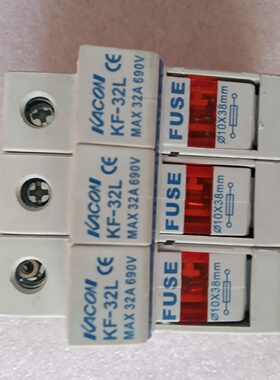 KACON CE
KF-32L
MAX 32A 690V
FUSE
Ø10X38mm
KACON CE
KF-32L
MAX 32A 690V
FUSE
Ø10X38mm
KACON CE
KF-32L
MAX 32A 690V
FUSE
Ø10X38mm